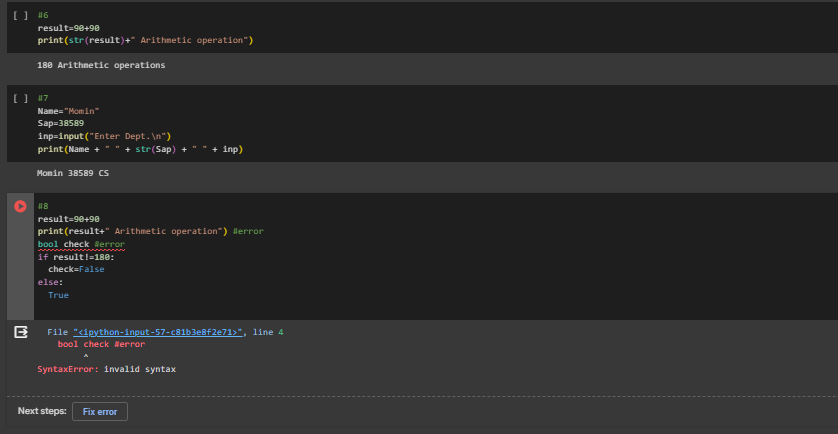 [ ] #6
result=90+90
print(str(result)+" Arithmetic operation")
180 Arithmetic operations
[ ] #7
Name="Momin"
Sap=38589
inp=input("Enter Dept.\n")
print(Name + " " + str(Sap) + " " + inp)
Momin 38589 CS
#8
result=90+90
print(result+" Arithmetic operation") #error
bool check #error
if result!=180:
  check=False
else:
  True
File "<ipython-input-57-c81b3e8f2e71>", line 4
    bool check #error
         ^
SyntaxError: invalid syntax
Next steps: Fix error